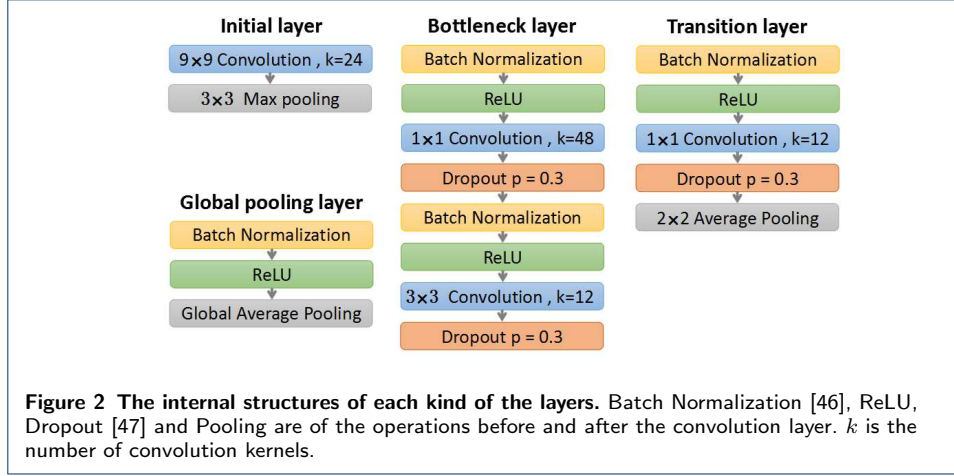 Initial layer
9×9 Convolution , k=24
3×3 Max pooling
Global pooling layer
Batch Normalization
ReLU
Global Average Pooling
Bottleneck layer
Batch Normalization
ReLU
1×1 Convolution , k=48
Dropout p = 0.3
Batch Normalization
ReLU
3×3 Convolution , k=12
Dropout p = 0.3
Transition layer
Batch Normalization
ReLU
1×1 Convolution , k=12
Dropout p = 0.3
2×2 Average Pooling
Figure 2 The internal structures of each kind of the layers. Batch Normalization [46], ReLU,
Dropout [47] and Pooling are of the operations before and after the convolution layer. k is the
number of convolution kernels.